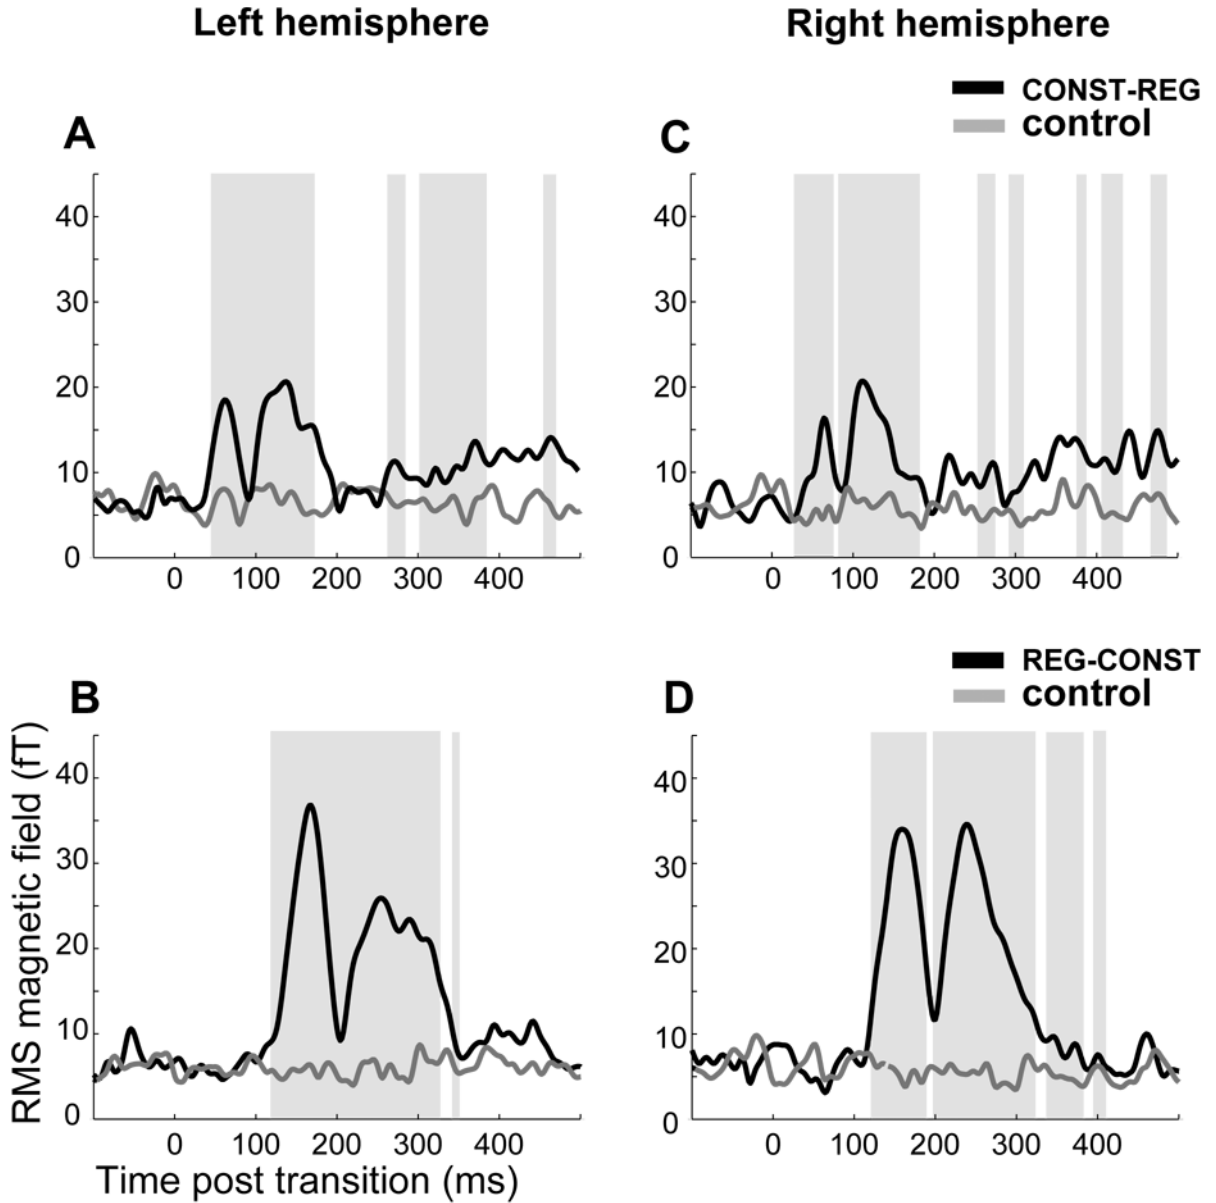 Left hemisphere
Right hemisphere
CONST-REG
control
A
C
40
30
20
10
0
0 100 200 300 400
40
30
20
10
0
0 100 200 300 400
REG-CONST
control
B
D
RMS magnetic field (fT)
40
30
20
10
0
0 100 200 300 400
40
30
20
10
0
0 100 200 300 400
Time post transition (ms)